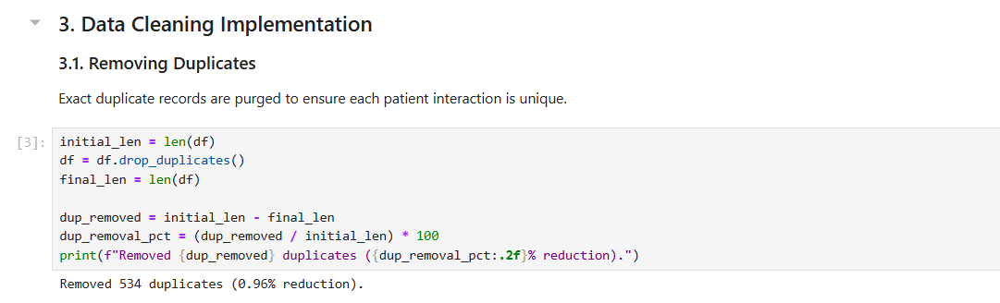 3. Data Cleaning Implementation
3.1. Removing Duplicates
Exact duplicate records are purged to ensure each patient interaction is unique.
[3]: initial_len = len(df)
df = df.drop_duplicates()
final_len = len(df)
dup_removed = initial_len - final_len
dup_removal_pct = (dup_removed / initial_len) * 100
print(f"Removed {dup_removed} duplicates ({dup_removal_pct:.2f}% reduction).")
Removed 534 duplicates (0.96% reduction).